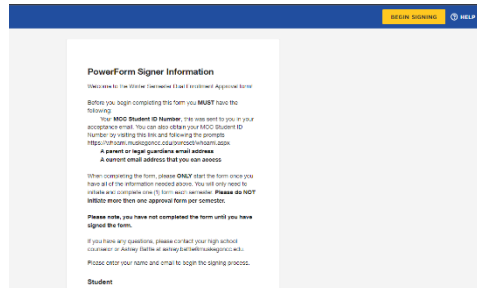 BEGIN SIGNING
HELP
PowerForm Signer Information
Welcome to the Winter Semester Dual Enrollment Approval form!
Before you begin completing this form you MUST have the
following:
Your MCC Student ID Number, this was sent to you in your
acceptance email. You can also obtain your MCC Student ID
Number by visiting this link and following the prompts
A parent or legal guardians email address
A current email address that you can access
When completing the form, please ONLY start the form once you
have all of the information needed above. You will only need to
initiate and complete one (1) form each semester. Please do NOT
initiate more then one approval form per semester.
Please note, you have not completed the form until you have
signed the form.
If you have any questions, please contact your high school
counselor or Battle at
Please enter your name and email to begin the signing process.
Student